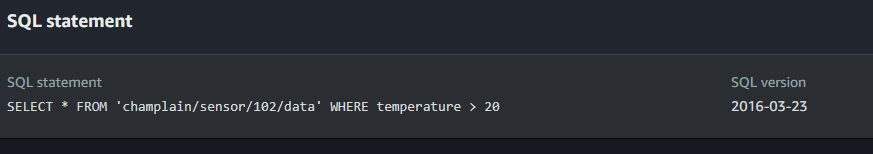 SQL statement
SQL statement
SQL version
SELECT * FROM 'champlain/sensor/102/data' WHERE temperature > 20
2016-03-23